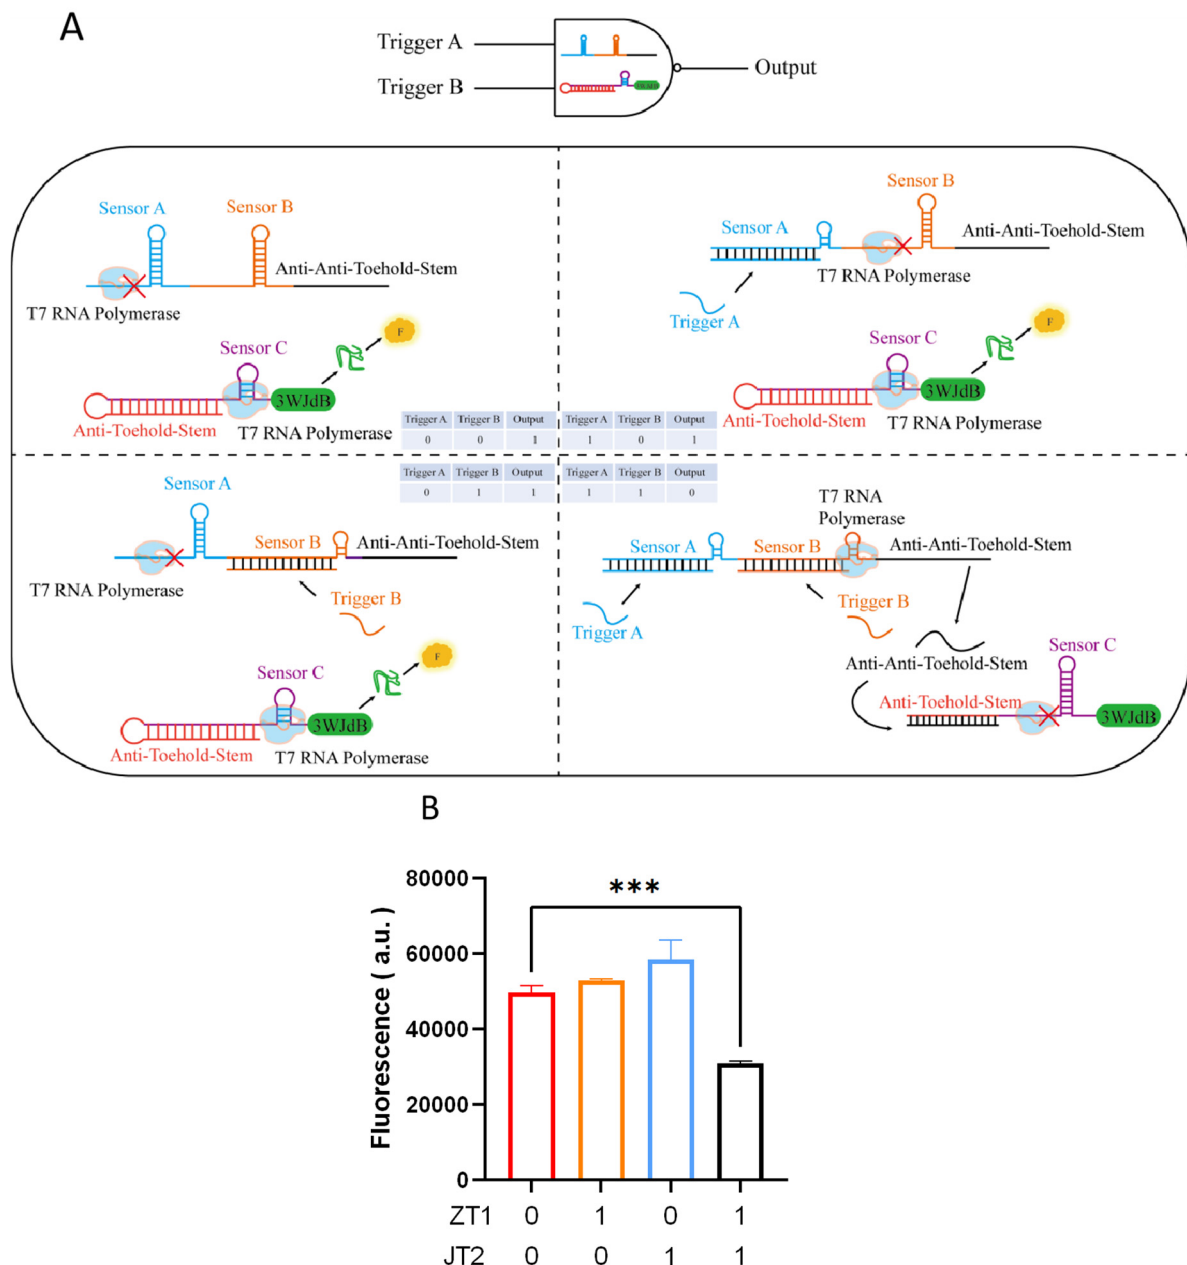 A
Trigger A
Trigger B
Output
Sensor A
Sensor B
Anti-Anti-Toehold-Stem
T7 RNA Polymerase
F
Sensor C
3WJdB
Anti-Toehold-Stem
T7 RNA Polymerase
Trigger A Trigger B Output
0 0 1
Sensor B
Sensor A
Anti-Anti-Toehold-Stem
T7 RNA Polymerase
Trigger A
F
Sensor C
3WJdB
Anti-Toehold-Stem
T7 RNA Polymerase
Trigger A Trigger B Output
1 0 1
Trigger A Trigger B Output
0 1 1
Sensor A
Sensor B
Anti-Anti-Toehold-Stem
T7 RNA Polymerase
Trigger B
F
Sensor C
3WJdB
Anti-Toehold-Stem
T7 RNA Polymerase
Trigger A Trigger B Output
1 1 0
T7 RNA
Polymerase
Sensor A
Sensor B
Anti-Anti-Toehold-Stem
Trigger A
Trigger B
Anti-Anti-Toehold-Stem
Sensor C
Anti-Toehold-Stem
3WJdB
B
Fluorescence ( a.u. )
80000
60000
40000
20000
0
***
ZT1 0 1 0 1
JT2 0 0 1 1